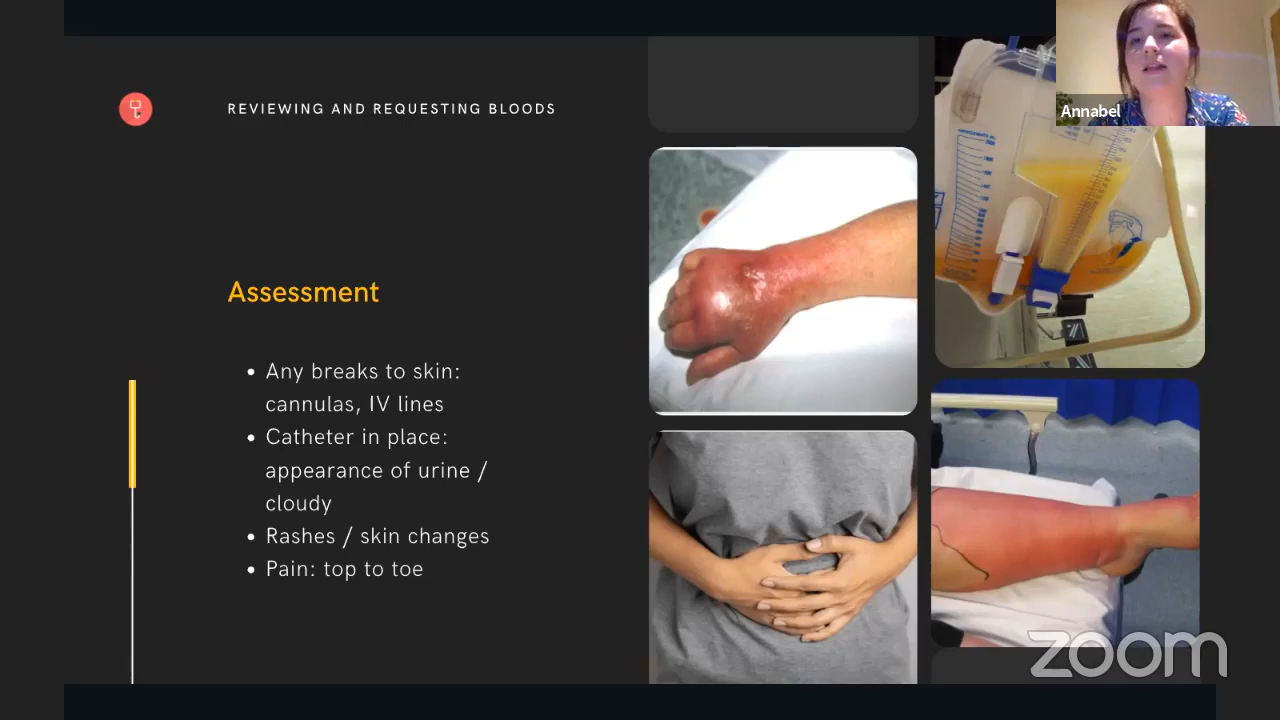 REVIEWING AND REQUESTING BLOODS
Annabel
Assessment
• Any breaks to skin:
cannulas, IV lines
• Catheter in place:
appearance of urine /
cloudy
• Rashes / skin changes
• Pain: top to toe
zoom